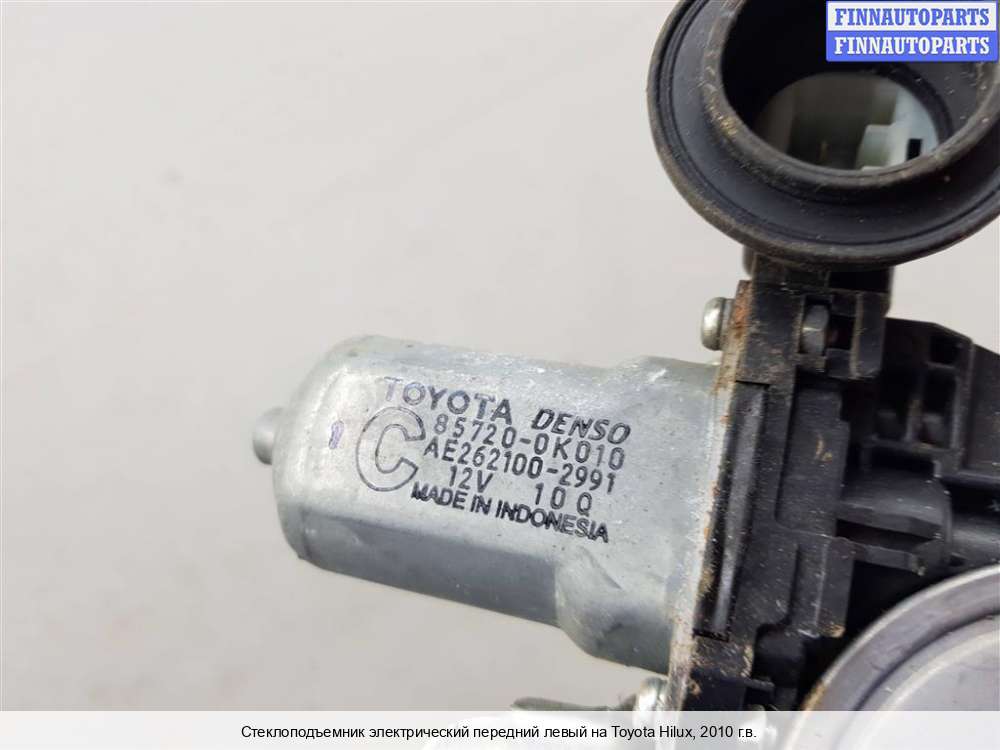 FINNAUTOPARTS
FINNAUTOPARTS
TOYOTA DENSO
C 85720-0K010
AE262100-2991
12V 10Q
MADE IN INDONESIA
Стеклоподъемник электрический передний левый на Toyota Hilux, 2010 г.в.